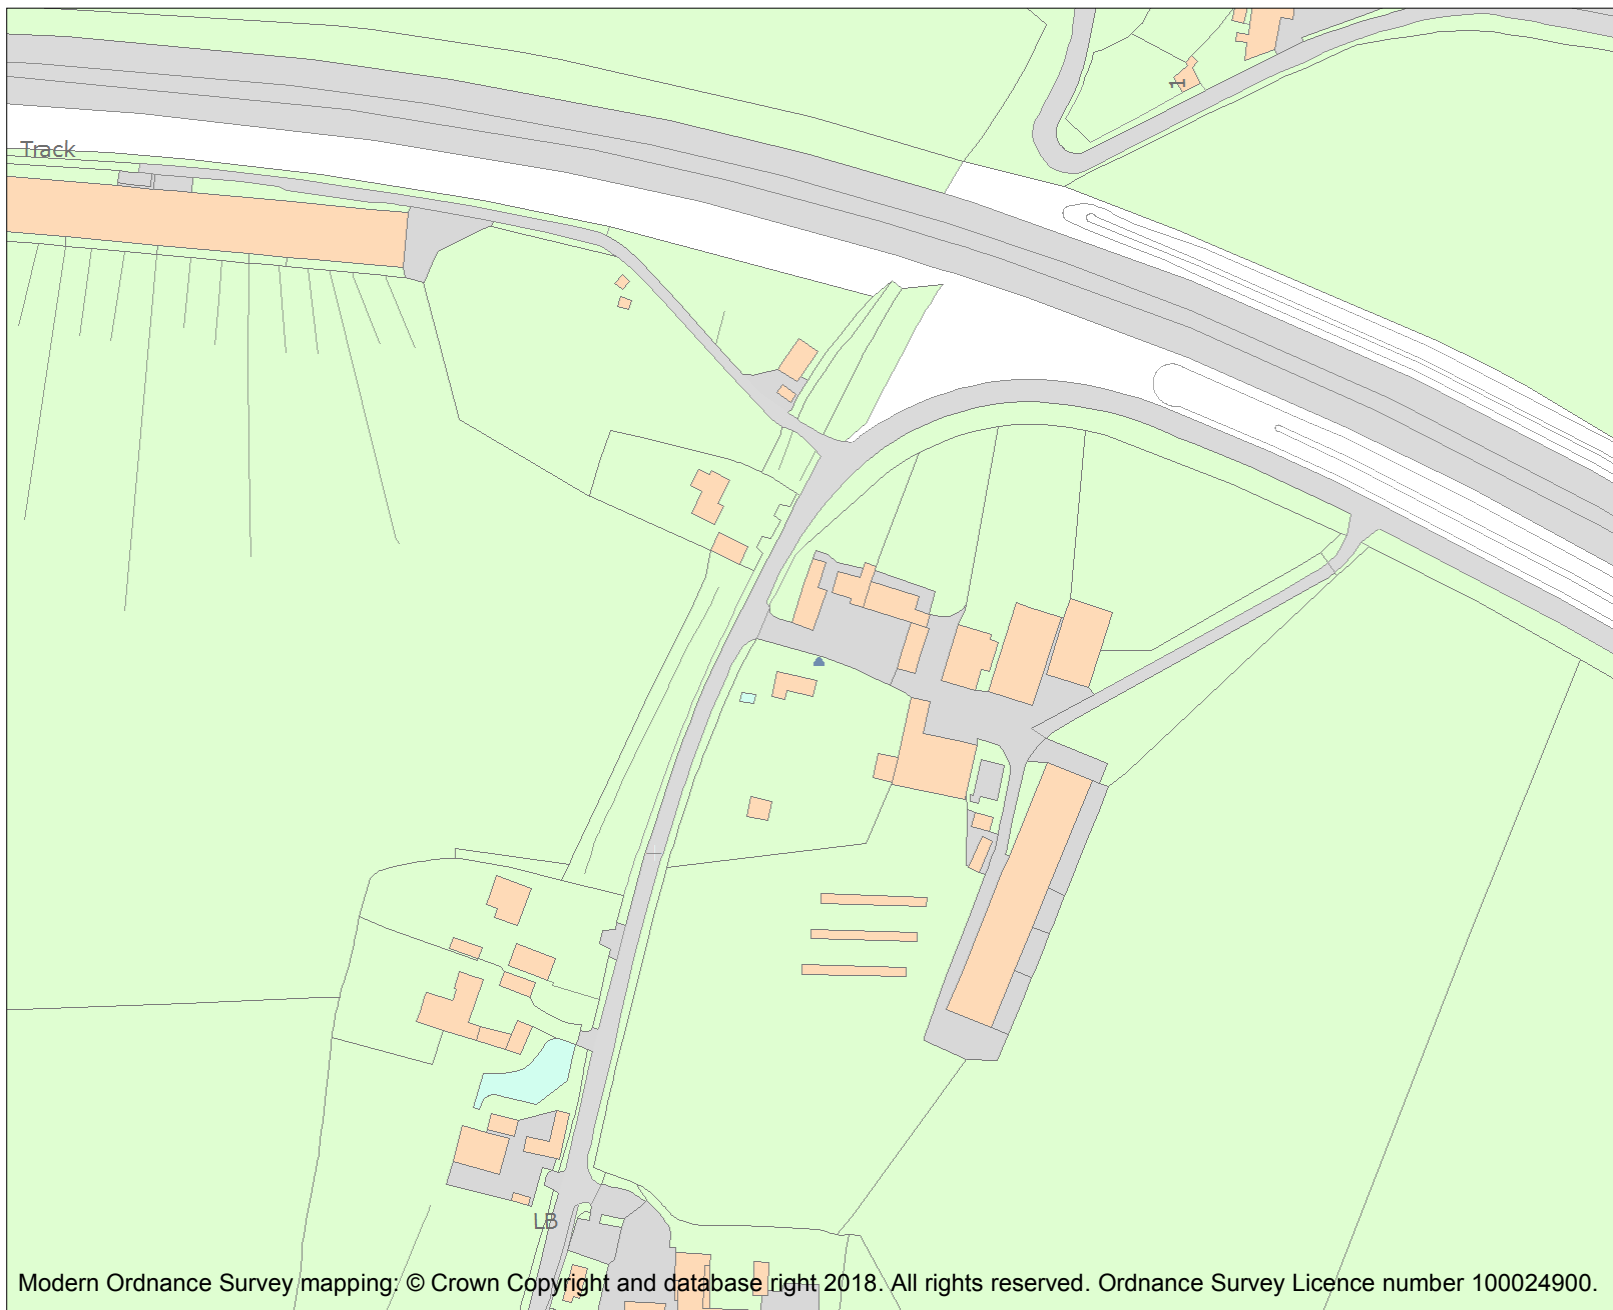 1
Track
LB
Modern Ordnance Survey mapping: © Crown Copyright and database right 2018. All rights reserved. Ordnance Survey Licence number 100024900.